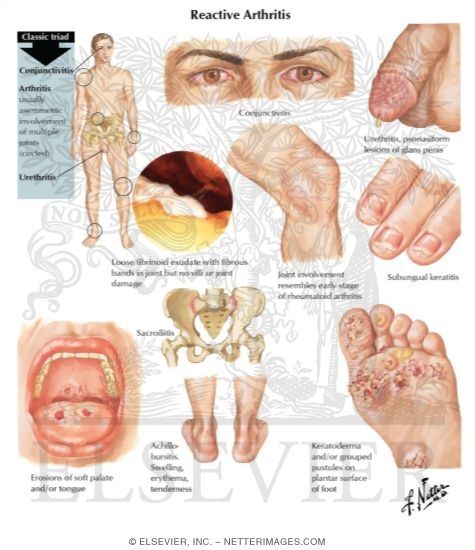 Reactive Arthritis
Classic triad
Conjunctivitis
Arthritis
usually
asymmetric
involvement
of multiple
joints
(circled)
Urethritis
Conjunctivitis
Urethritis, psoriasiform
lesions of glans penis
Loose fibrinoid exudate with fibrous
bands in joint but no villi or joint
damage
Joint involvement
resembles early stage
of rheumatoid arthritis
Subungual keratitis
Sacroiliitis
Erosions of soft palate
and/or tongue
Achillo-
bursitis.
Swelling,
erythema,
tenderness
Keratoderma
and/or grouped
pustules on
plantar surface
of foot
F. Netter
M.D.
ELSEVIER
© ELSEVIER, INC. – NETTERIMAGES.COM